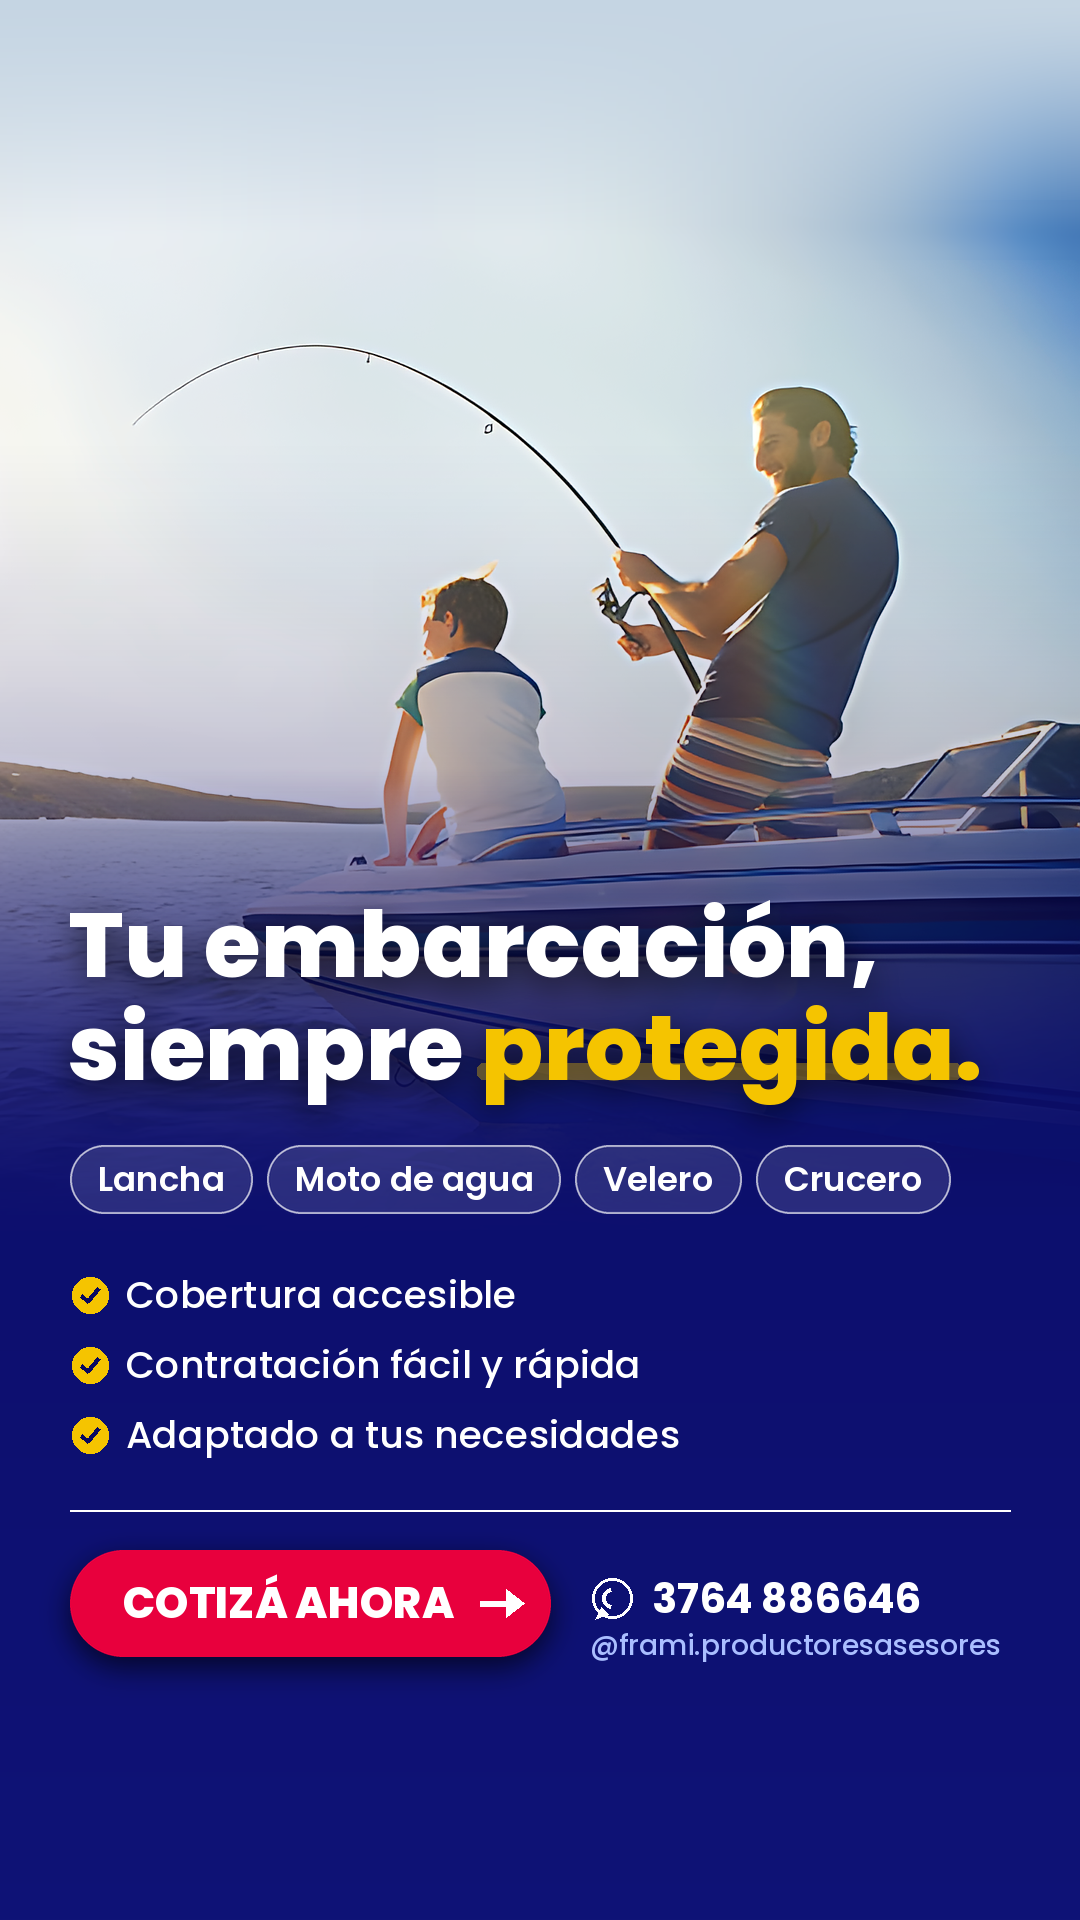 Tu embarcación,
siempre protegida.
Lancha Moto de agua Velero Crucero
Cobertura accesible
Contratación fácil y rápida
Adaptado a tus necesidades
COTIZÁ AHORA
3764 886646
@frami.productoresasesores